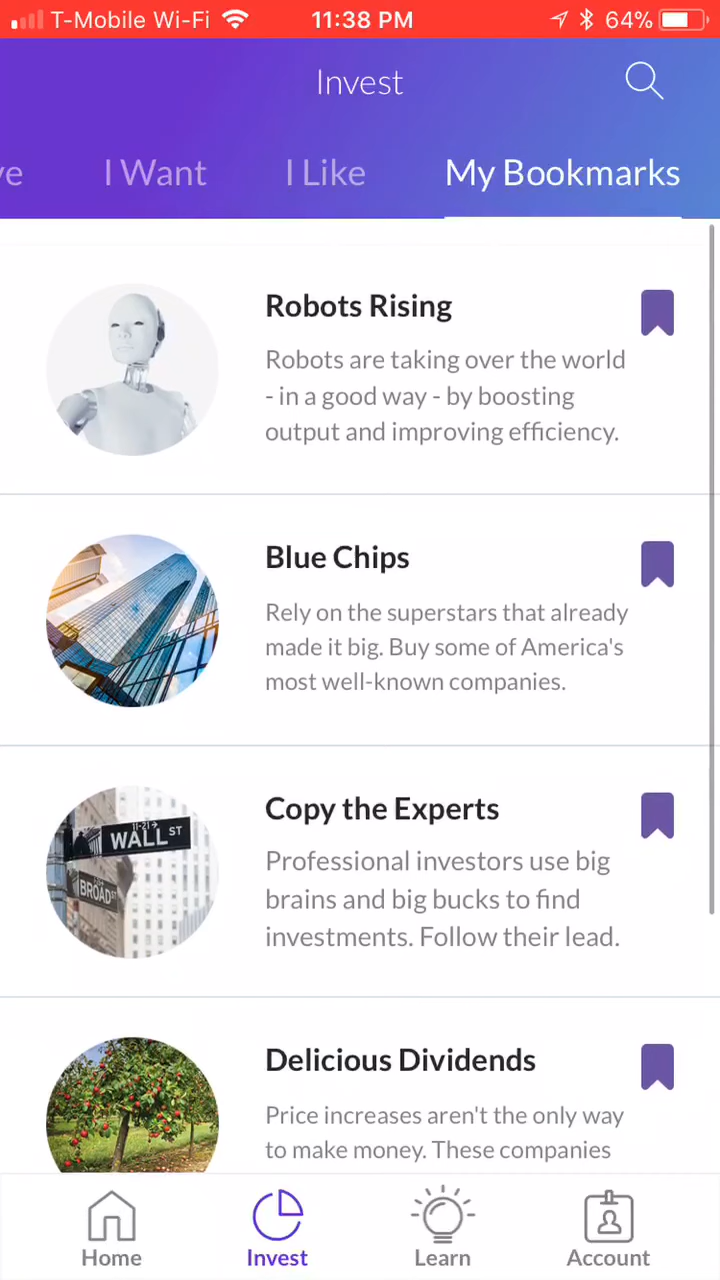 T-Mobile Wi-Fi 11:38 PM 64%
Invest
ve I Want I Like My Bookmarks
Robots Rising
Robots are taking over the world
- in a good way - by boosting
output and improving efficiency.
Blue Chips
Rely on the superstars that already
made it big. Buy some of America's
most well-known companies.
11-21→
WALL ST
BROAD ST
Copy the Experts
Professional investors use big
brains and big bucks to find
investments. Follow their lead.
Delicious Dividends
Price increases aren't the only way
to make money. These companies
Home Invest Learn Account